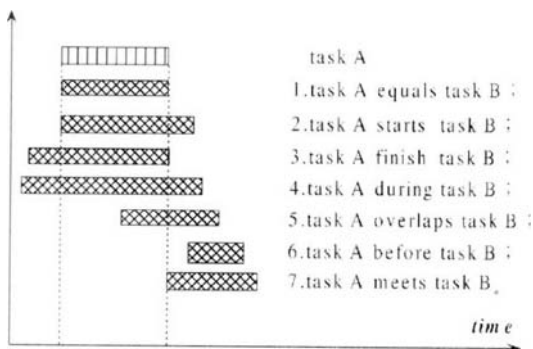 task A
1.task A equals task B ;
2.task A starts task B ;
3.task A finish task B ;
4.task A during task B ;
5.task A overlaps task B ;
6.task A before task B ;
7.task A meets task B。
time